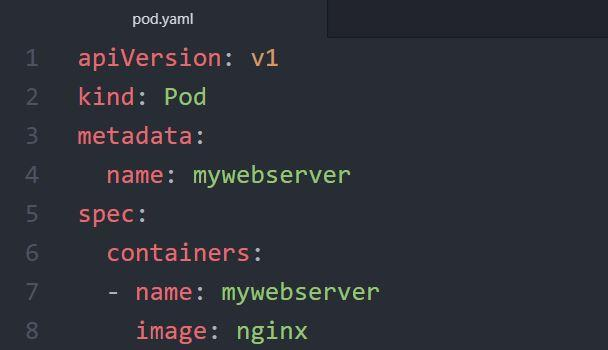 pod.yaml
1 apiVersion: v1
2 kind: Pod
3 metadata:
4   name: mywebserver
5 spec:
6   containers:
7   - name: mywebserver
8     image: nginx